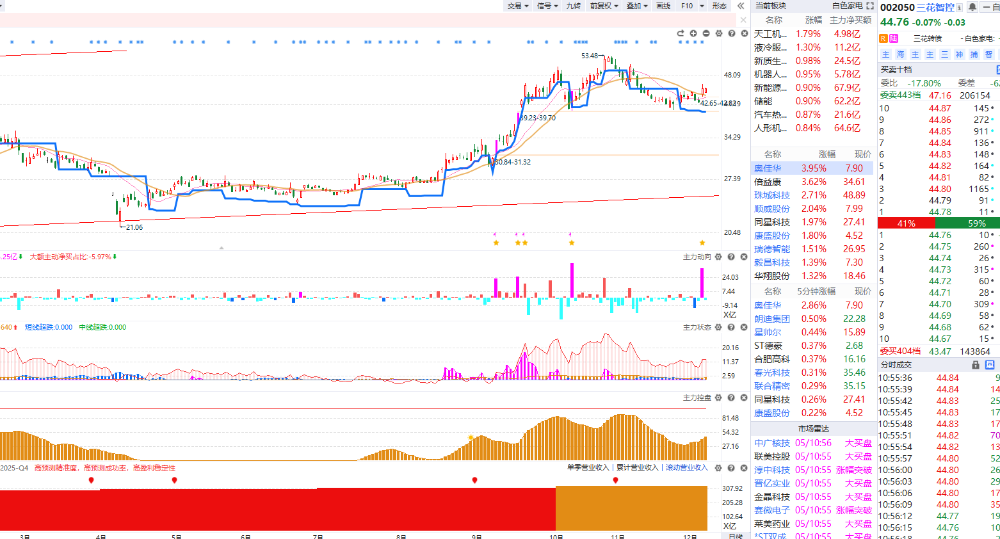 交易 信号 九转 前复权 叠加 画线 F10 形态
53.48
48.09
42.65-42.87
41.19
39.23-39.70
34.29
30.84-31.32
27.39
21.06
20.48
.25亿 大额主动净买占比:-5.97% 主力动向
24.03
7.44
-9.14
X亿
640 短线超跌:0.000 中线超跌:0.000 主力状态
20.16
11.37
2.59
主力控盘
81.48
54.32
27.16
2025-Q4 高预测精准度，高预测成功率，高盈利稳定性 单季营业收入 | 累计营业收入 | 滚动营业收入
307.92
205.28
102.64
X亿
3月 4月 5月 6月 7月 8月 9月 10月 11月 12月 日线
当前板块 白色家电
名称 涨幅 主力净买额
天工机... 1.79% 4.98亿
液冷服... 1.30% 11.2亿
新质生... 0.98% 24.5亿
机器人... 0.95% 5.78亿
新能源... 0.90% 67.9亿
储能 0.90% 62.2亿
汽车热... 0.87% 21.6亿
人形机... 0.84% 64.6亿
名称 涨幅 现价
奥佳华 3.95% 7.90
倍益康 3.62% 34.61
珠城科技 2.71% 48.89
顺威股份 2.04% 7.99
同星科技 1.97% 27.41
康盛股份 1.80% 4.52
瑞德智能 1.51% 26.95
毅昌科技 1.39% 7.30
华翔股份 1.32% 18.46
名称 5分钟涨幅 现价
奥佳华 2.86% 7.90
朗迪集团 0.50% 22.28
星帅尔 0.44% 15.89
ST德豪 0.37% 2.68
合肥高科 0.37% 16.16
春光科技 0.31% 35.46
联合精密 0.29% 35.15
同星科技 0.26% 27.41
康盛股份 0.22% 4.52
市场雷达
中广核技 05/10:56 大买盘
联美控股 05/10:55 大买盘
淳中科技 05/10:55 涨幅突破
晋亿实业 05/10:55 大买盘
金晶科技 05/10:55 大买盘
赛微电子 05/10:55 涨幅突破
莱美药业 05/10:55 大买盘
*ST双成 05/10:55 大买盘
002050 三花智控
44.76 -0.07% -0.03
R 陆 三花转债 - 白色家电:
主 海 主 主 三 神 捕 智
买卖十档
委比 -17.80% 委差
委卖443档 47.16 206154
10 44.87 145
9 44.86 272
8 44.85 911
7 44.84 136
6 44.83 148
5 44.82 164
4 44.81 82
3 44.80 1165
2 44.79 91
1 44.78 11
41% 59%
1 44.76 10
2 44.75 260
3 44.74 26
4 44.73 315
5 44.72 60
6 44.71 28
7 44.70 309
8 44.69 58
9 44.68 62
10 44.67 15
委买404档 43.47 143864
分时成交 量
10:55:36 44.84 9
10:55:39 44.84 14
10:55:42 44.83 25
10:55:45 44.83 17
10:55:48 44.83 17
10:55:51 44.82 70
10:55:54 44.82 13
10:55:57 44.80 52
10:56:00 44.80 26
10:56:03 44.80 29
10:56:06 44.80 17
10:56:09 44.80 35
10:56:12 44.77 19
10:56:15 44.76 10
10:56:18 44.76 2